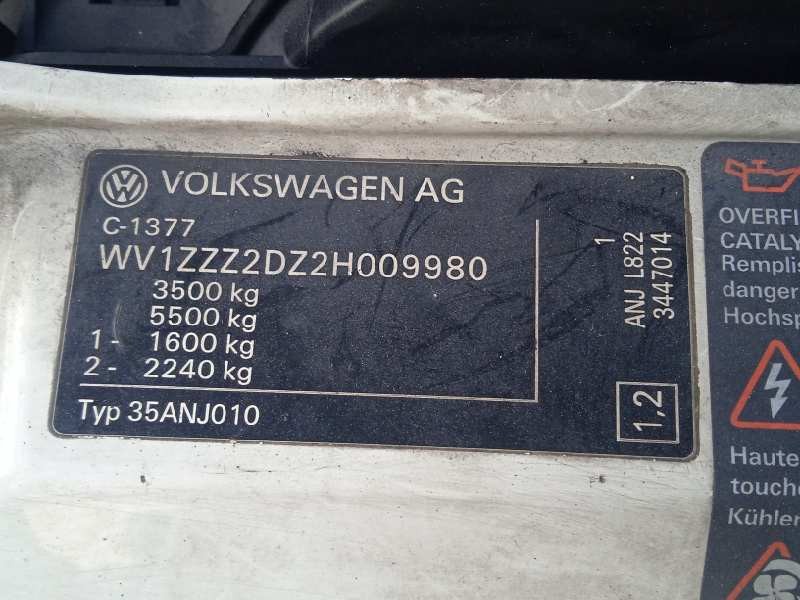 VOLKSWAGEN AG
C-1377
WV1ZZZ2DZ2H009980
3500 kg
5500 kg
1- 1600 kg
2- 2240 kg
Typ 35ANJ010
1
ANJ L822
3447014
1,2
OVERFI
CATALY
Remplis
danger
Hochsp
Haute
touche
Kühler